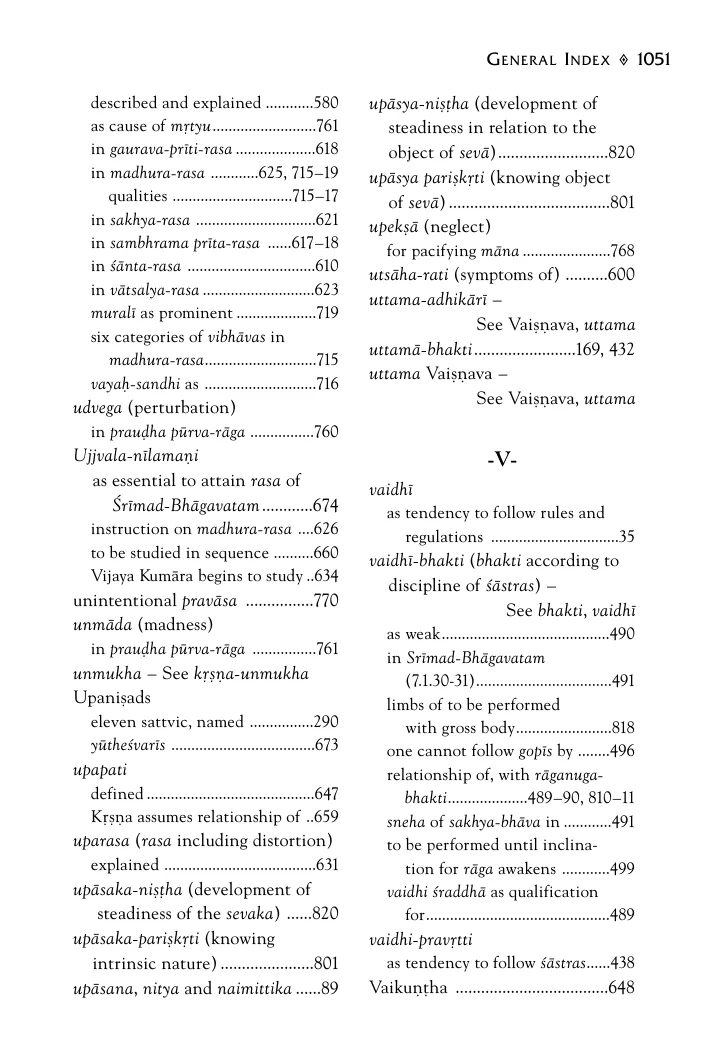 GENERAL INDEX ◊ 1051
described and explained ............580
as cause of mṛtyu..........................761
in gaurava-prīti-rasa ....................618
in madhura-rasa ............625, 715–19
qualities .............................715–17
in sakhya-rasa ..............................621
in sambhrama prīta-rasa ......617–18
in śānta-rasa ................................610
in vātsalya-rasa ............................623
muralī as prominent ....................719
six categories of vibhāvas in
madhura-rasa............................715
vayaḥ-sandhi as ............................716
udvega (perturbation)
in prauḍha pūrva-rāga ................760
Ujjvala-nīlamaṇi
as essential to attain rasa of
Śrīmad-Bhāgavatam............674
instruction on madhura-rasa ....626
to be studied in sequence ..........660
Vijaya Kumāra begins to study ..634
unintentional pravāsa ................770
unmāda (madness)
in prauḍha pūrva-rāga ................761
unmukha – See kṛṣṇa-unmukha
Upaniṣads
eleven sattvic, named ................290
yūtheśvarīs ....................................673
upapati
defined ..........................................647
Kṛṣṇa assumes relationship of ..659
uparasa (rasa including distortion)
explained ......................................631
upāsaka-niṣṭha (development of
steadiness of the sevaka) ......820
upāsaka-pariṣkṛti (knowing
intrinsic nature)......................801
upāsana, nitya and naimittika ......89
upāsya-niṣṭha (development of
steadiness in relation to the
object of sevā)..........................820
upāsya pariṣkṛti (knowing object
of sevā) ......................................801
upekṣā (neglect)
for pacifying māna ......................768
utsāha-rati (symptoms of) ..........600
uttama-adhikārī –
See Vaiṣṇava, uttama
uttamā-bhakti........................169, 432
uttama Vaiṣṇava –
See Vaiṣṇava, uttama
-V-
vaidhī
as tendency to follow rules and
regulations ................................35
vaidhī-bhakti (bhakti according to
discipline of śāstras) –
See bhakti, vaidhī
as weak..........................................490
in Srīmad-Bhāgavatam
(7.1.30-31)..................................491
limbs of to be performed
with gross body........................818
one cannot follow gopīs by ........496
relationship of, with rāganuga-
bhakti....................489–90, 810–11
sneha of sakhya-bhāva in ............491
to be performed until inclina-
tion for rāga awakens ............499
vaidhi śraddhā as qualification
for..............................................489
vaidhi-pravṛtti
as tendency to follow śāstras......438
Vaikuṇṭha ....................................648